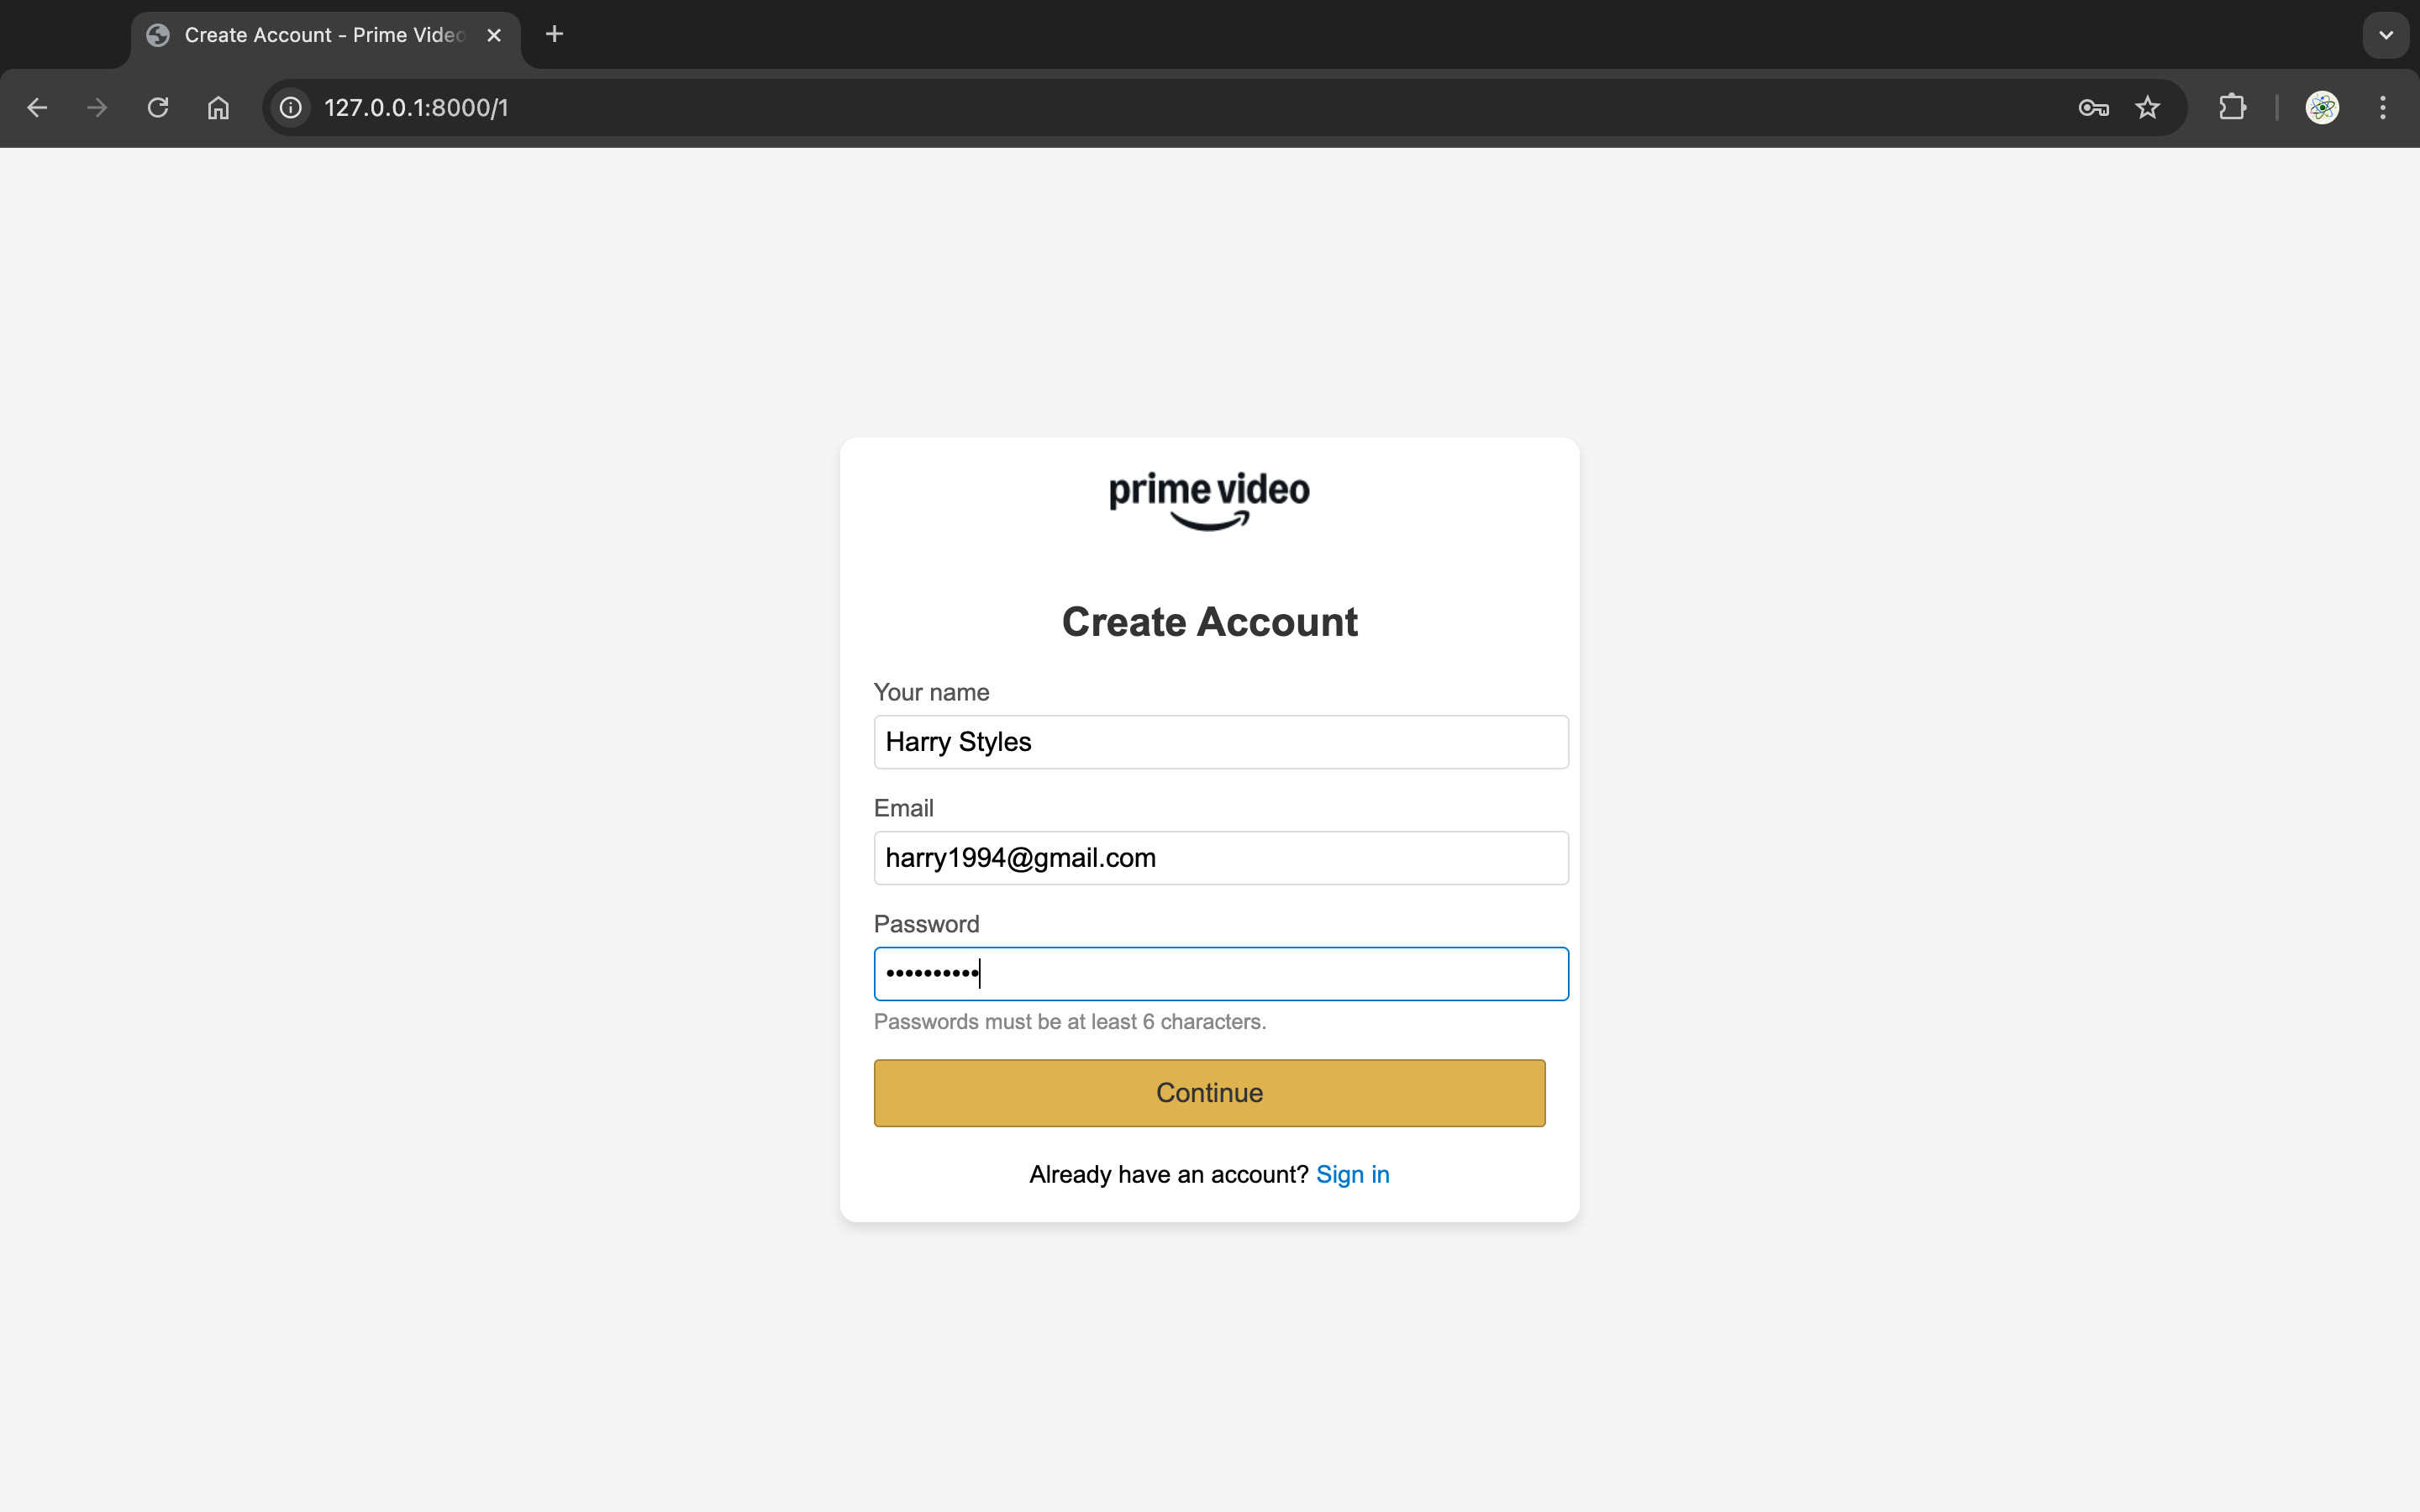 Create Account - Prime Video
127.0.0.1:8000/1
prime video
Create Account
Your name
Harry Styles
Email
harry1994@gmail.com
Password
••••••••••
Passwords must be at least 6 characters.
Continue
Already have an account? Sign in